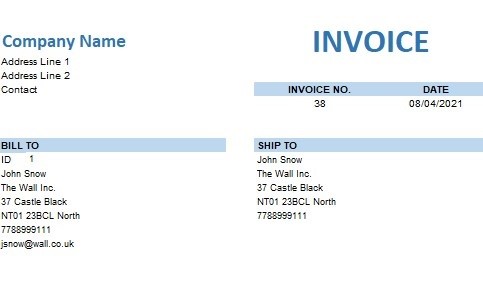 Company Name
INVOICE
Address Line 1
Address Line 2
Contact
INVOICE NO. DATE
38 08/04/2021
BILL TO
ID 1
John Snow
The Wall Inc.
37 Castle Black
NT01 23BCL North
7788999111
jsnow@wall.co.uk
SHIP TO
John Snow
The Wall Inc.
37 Castle Black
NT01 23BCL North
7788999111